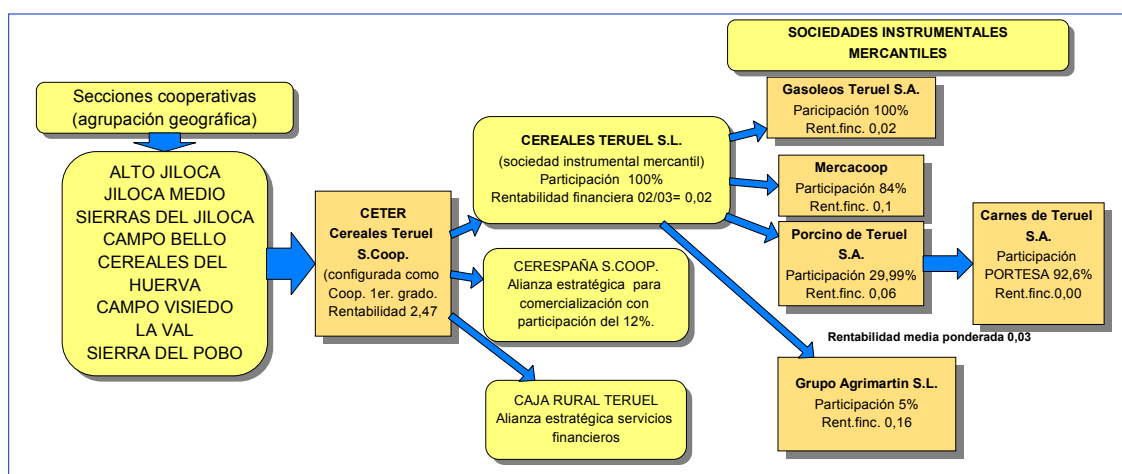 SOCIEDADES INSTRUMENTALES
MERCANTILES
Secciones cooperativas
(agrupación geográfica)
ALTO JILOCA
JILOCA MEDIO
SIERRAS DEL JILOCA
CAMPO BELLO
CEREALES DEL
HUERVA
CAMPO VISIEDO
LA VAL
SIERRA DEL POBO
CETER
Cereales Teruel
S.Coop.
(configurada como
Coop. 1er. grado.
Rentabilidad 2,47
CEREALES TERUEL S.L.
(sociedad instrumental mercantil)
Participación 100%
Rentabilidad financiera 02/03= 0,02
CERESPAÑA S.COOP.
Alianza estratégica para
comercialización con
participación del 12%.
CAJA RURAL TERUEL
Alianza estratégica servicios
financieros
Gasoleos Teruel S.A.
Paricipación 100%
Rent.finc. 0,02
Mercacoop
Participación 84%
Rent.finc. 0,1
Porcino de Teruel
S.A.
Participación 29,99%
Rent.finc. 0,06
Carnes de Teruel
S.A.
Participación
PORTESA 92,6%
Rent.finc.0,00
Rentabilidad media ponderada 0,03
Grupo Agrimartin S.L.
Participación 5%
Rent.finc. 0,16